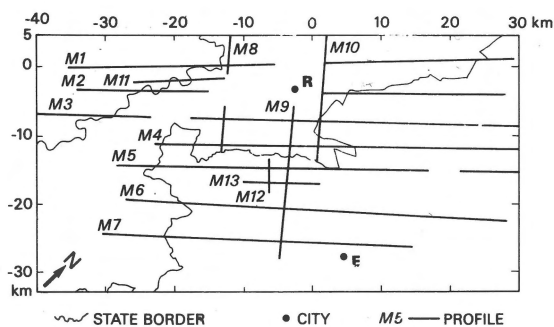 -40 -30 -20 -10 0 10 20 30
5
0
-10
-20
-30
km
km
M1
M8
M10
M2
M11
R
M3
M9
M4
M5
M13
M12
M6
M7
E
N
STATE BORDER • CITY M5 PROFILE